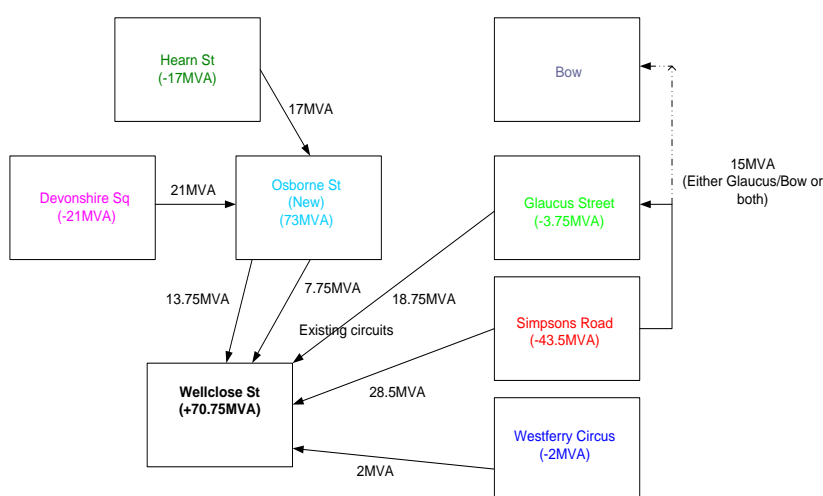 Hearn St
(-17MVA)
Bow
17MVA
15MVA
(Either Glaucus/Bow or
both)
Devonshire Sq
(-21MVA)
21MVA
Osborne St
(New)
(73MVA)
Glaucus Street
(-3.75MVA)
13.75MVA
7.75MVA
18.75MVA
Existing circuits
Simpsons Road
(-43.5MVA)
Wellclose St
(+70.75MVA)
28.5MVA
Westferry Circus
(-2MVA)
2MVA